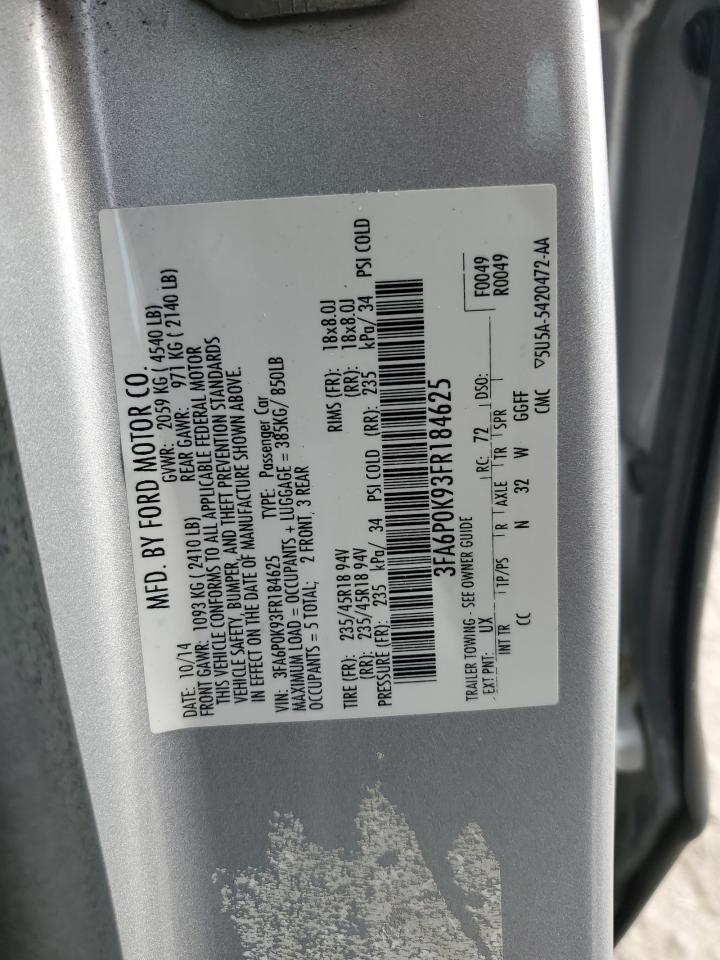 MFD. BY FORD MOTOR CO.
DATE: 10/14 GVWR: 2059 KG ( 4540 LB)
FRONT GAWR: 1093 KG ( 2410 LB) REAR GAWR: 971 KG ( 2140 LB)
THIS VEHICLE CONFORMS TO ALL APPLICABLE FEDERAL MOTOR
VEHICLE SAFETY, BUMPER, AND THEFT PREVENTION STANDARDS
IN EFFECT ON THE DATE OF MANUFACTURE SHOWN ABOVE.
VIN: 3FA6P0K93FR184625 TYPE: Passenger Car
MAXIMUM LOAD = OCCUPANTS + LUGGAGE = 385KG/ 850LB
OCCUPANTS = 5 TOTAL: 2 FRONT, 3 REAR
TIRE (FR): 235/45R18 94V RIMS (FR): 18x8.0J
(RR): 235/45R18 94V (RR): 18x8.0J
PRESSURE (FR): 235 kPa/ 34 PSI COLD (RR): 235 kPa/ 34 PSI COLD
3FA6P0K93FR184625
TRAILER TOWING - SEE OWNER GUIDE F0049
R0049
EXT PNT: UX RC: 72 DSO:
INT TR TP/PS R AXLE TR SPR
CC N 32 W GGFF
CMC ▽5U5A-5420472-AA